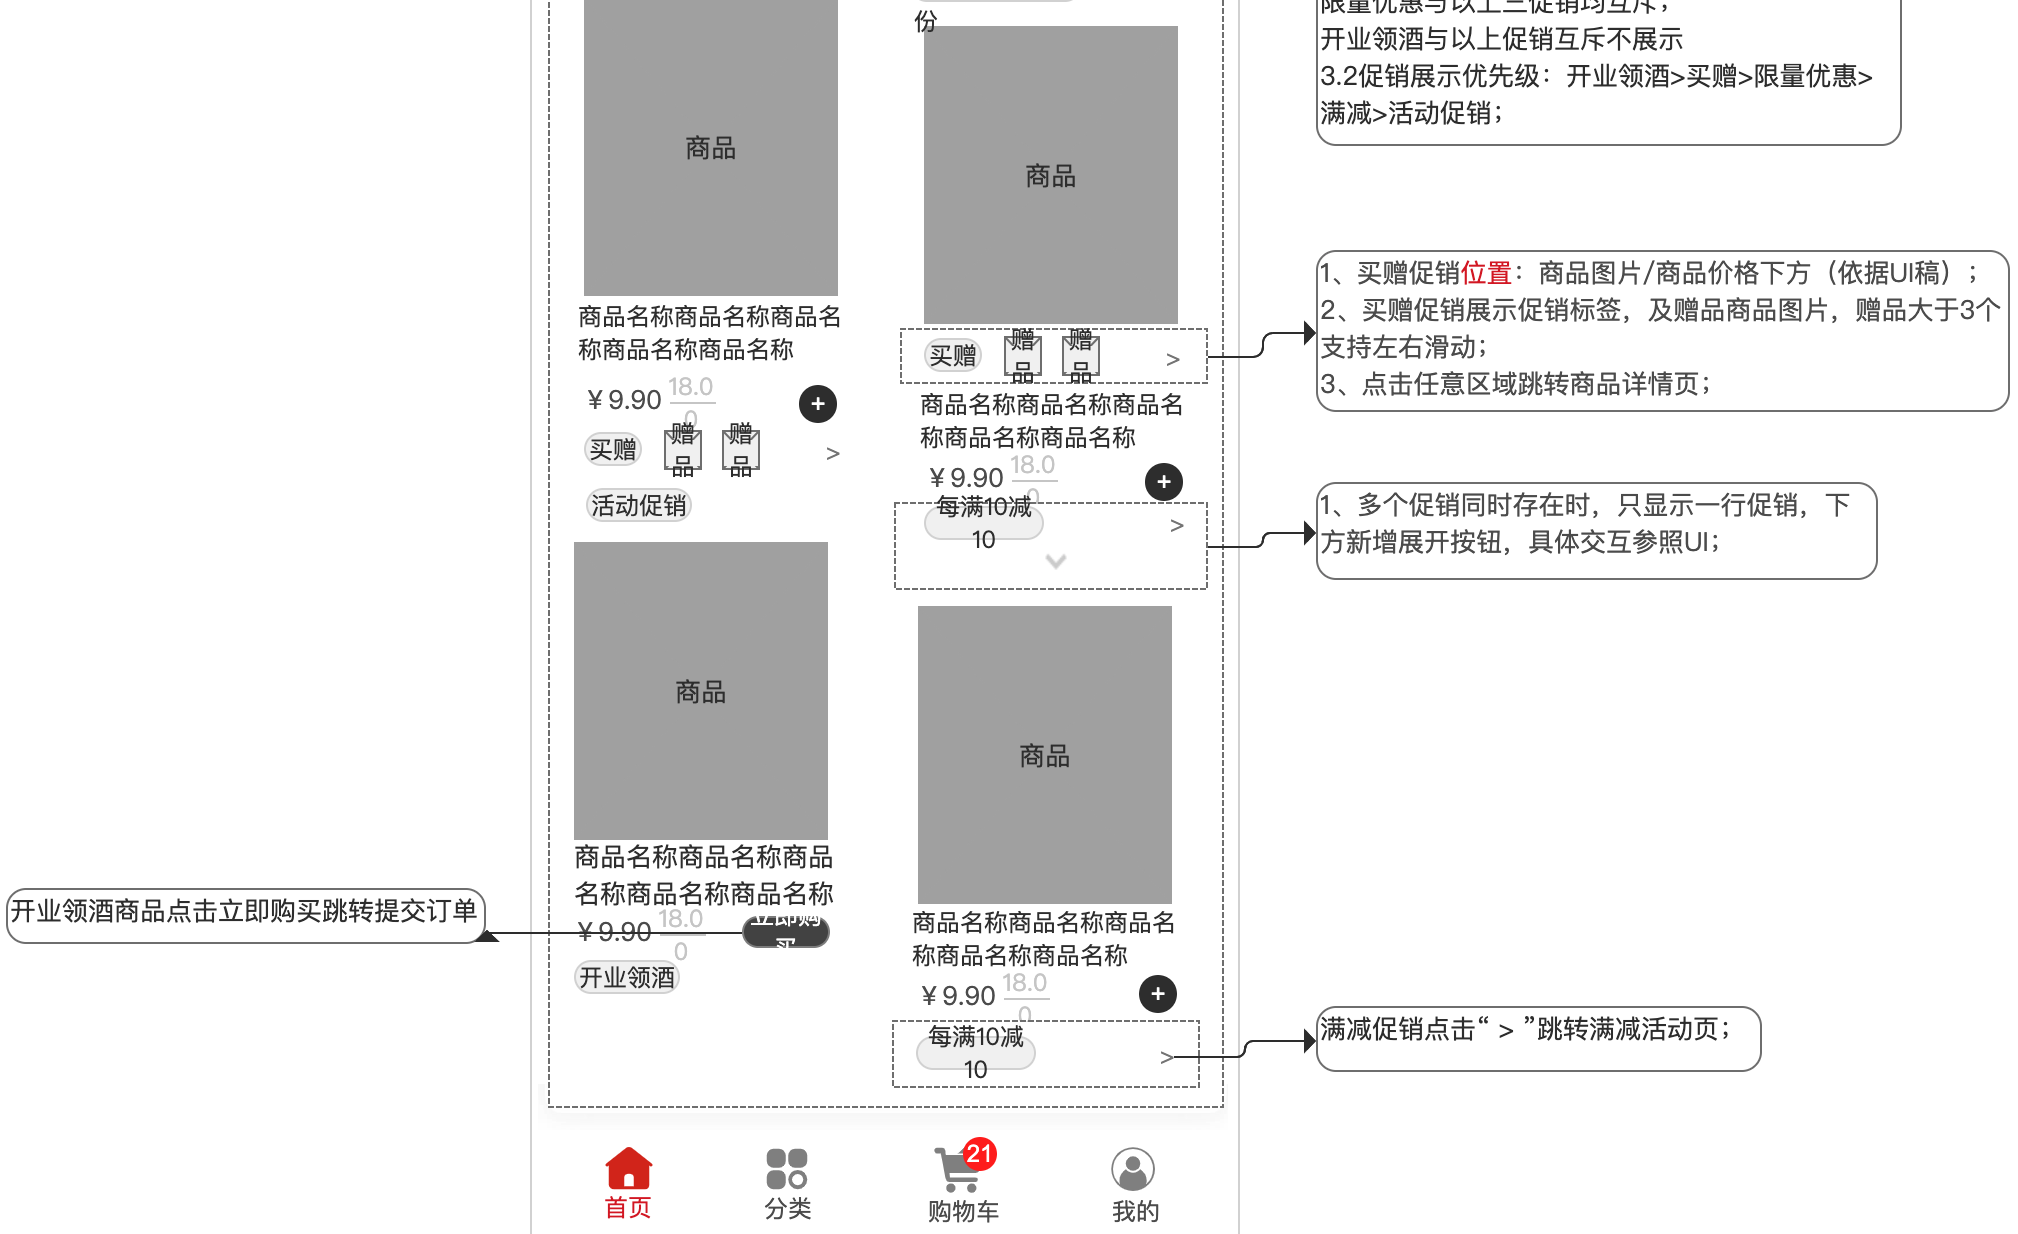 份
商品
商品名称商品名称商品名
称商品名称商品名称
¥ 9.90
18.0
0
+
买赠
赠
品
赠
品
>
活动促销
商品
买赠
赠
品
赠
品
>
商品名称商品名称商品名
称商品名称商品名称
¥ 9.90
18.0
0
+
每满10减
10
>
商品
商品名称商品名称商品
名称商品名称商品名称
¥ 9.90
18.0
0
立即购
买
开业领酒
商品
商品名称商品名称商品名
称商品名称商品名称
¥ 9.90
18.0
0
+
每满10减
10
>
首页
分类
购物车
21
我的
开业领酒商品点击立即购买跳转提交订单
限量优惠与以上三促销均互斥；
开业领酒与以上促销互斥不展示
3.2促销展示优先级：开业领酒>买赠>限量优惠>
满减>活动促销；
1、买赠促销位置：商品图片/商品价格下方（依据UI稿）；
2、买赠促销展示促销标签，及赠品商品图片，赠品大于3个
支持左右滑动；
3、点击任意区域跳转商品详情页；
1、多个促销同时存在时，只显示一行促销，下
方新增展开按钮，具体交互参照UI；
满减促销点击“ > ”跳转满减活动页；